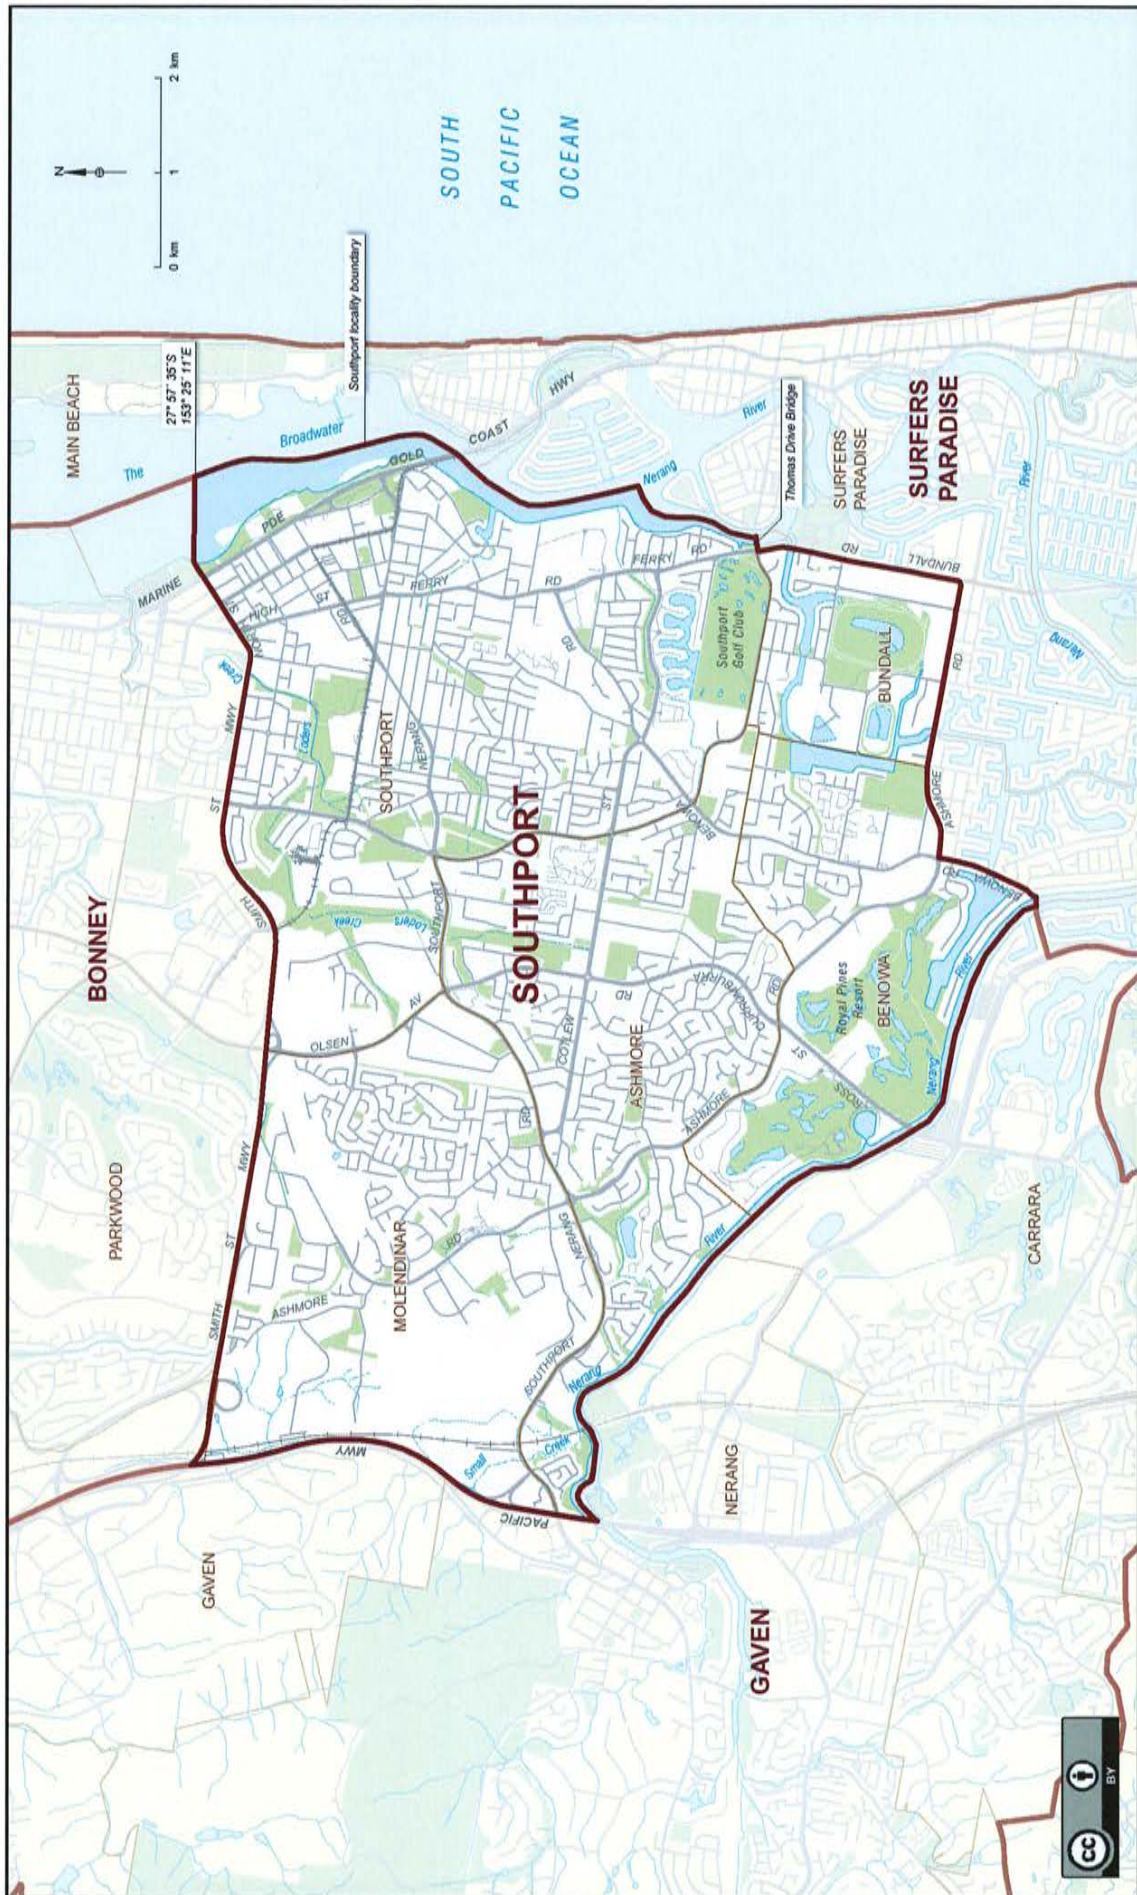 N
0 km
1
2 km
SOUTH
PACIFIC
OCEAN
27° 57' 35"S
153° 25' 11"E
Southport locality boundary
Thomas Drive Bridge
MAIN BEACH
The
Broadwater
MARINE
PDE
GOLD
COAST
HWY
Nerang
River
SURFERS
PARADISE
SURFERS
PARADISE
BUNDALL
RD
River
Nerang
BONNEY
PARKWOOD
SMITH
ST
MWY
SMITH
ST
MWY
HIGH
ST
RD
Creek
Loders
SOUTHPORT
NERANG
FERRY
RD
FERRY
RD
RD
Southport
Golf Club
BUNDALL
RD
ASHMORE
BENOWA
ST
SOUTHPORT
SOUTHPORT
Loders
Creek
OLSEN
AV
RD
COTLEW
RD
CURRUMBURRA
RD
ASHMORE
ASHMORE
Royal Pines
Resort
BENOWA
BENOWA
RD
River
Nerang
ROSS
ST
MOLENDINAR
RD
ASHMORE
NERANG
SOUTHPORT
River
Nerang
Small
Creek
MWY
PACIFIC
GAVEN
NERANG
CARRARA
GAVEN
CC
BY